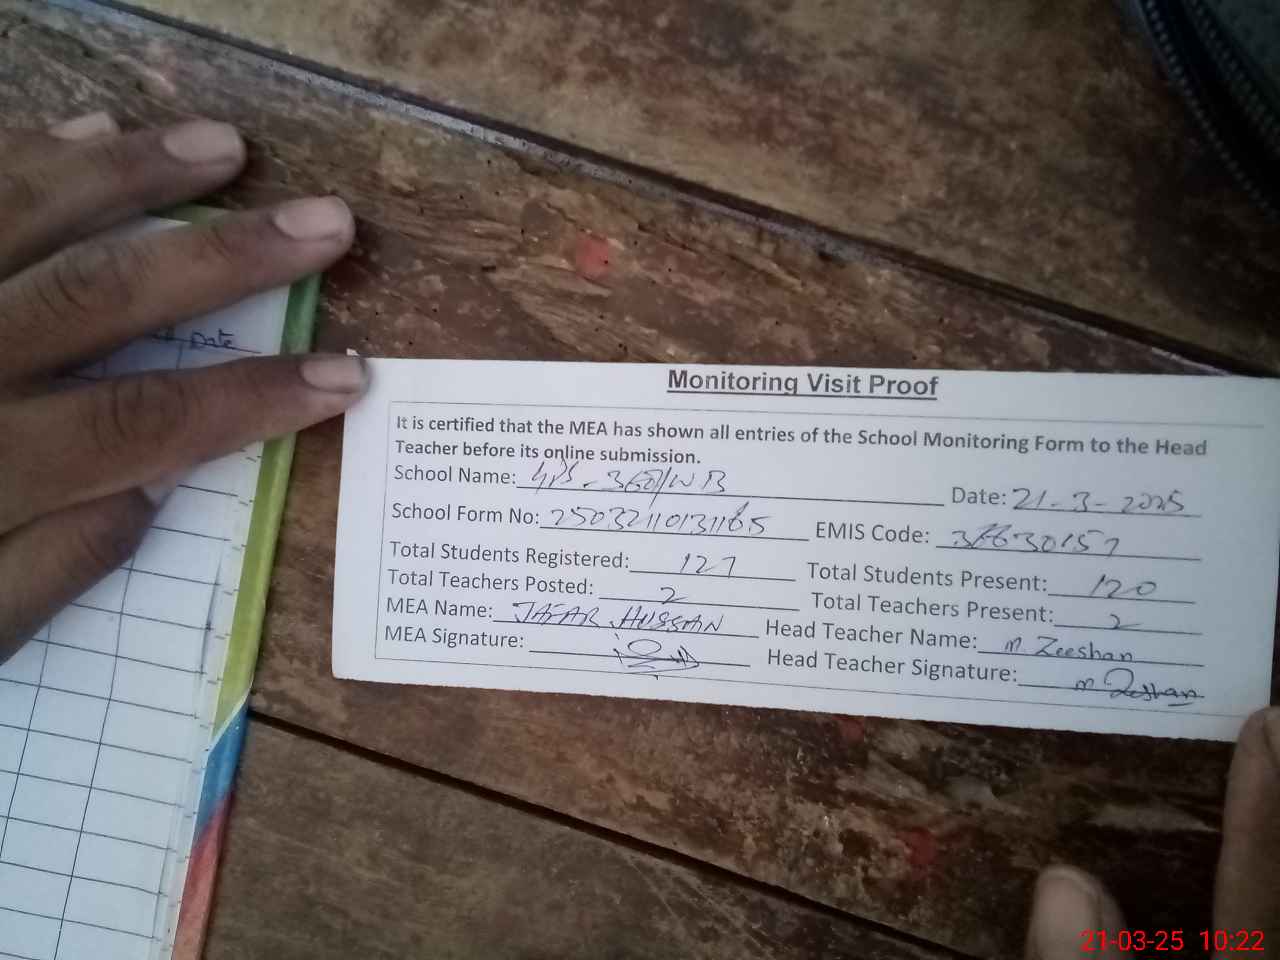 Date
Monitoring Visit Proof
It is certified that the MEA has shown all entries of the School Monitoring Form to the Head
Teacher before its online submission.
School Name: GPS. 360/WB Date: 21-3-2025
School Form No: 25032110131165 EMIS Code:
Total Students Registered: 127 Total Students Present: 120
Total Teachers Posted: 2 Total Teachers Present: 2
MEA Name: JAFAR HUSSAN Head Teacher Name: M. Zeeshan
MEA Signature: Head Teacher Signature: M Zeeshan
21-03-25 10:22